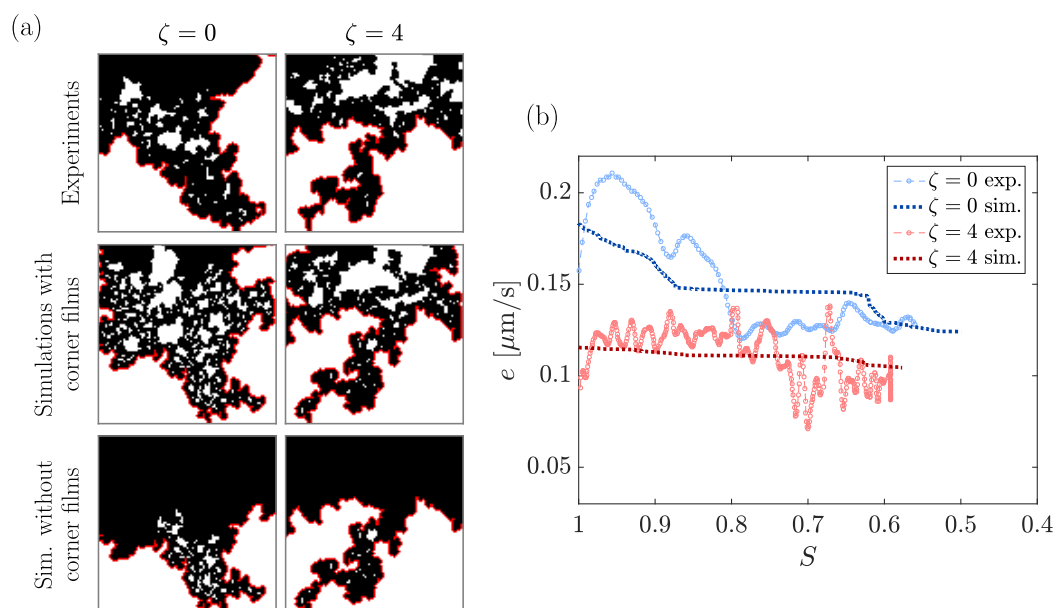 (a)
ζ = 0
ζ = 4
Experiments
Simulations with
corner films
Sim. without
corner films
(b)
e [μm/s]
0.2
0.15
0.1
0.05
1
0.9
0.8
0.7
0.6
0.5
0.4
S
ζ = 0 exp.
ζ = 0 sim.
ζ = 4 exp.
ζ = 4 sim.